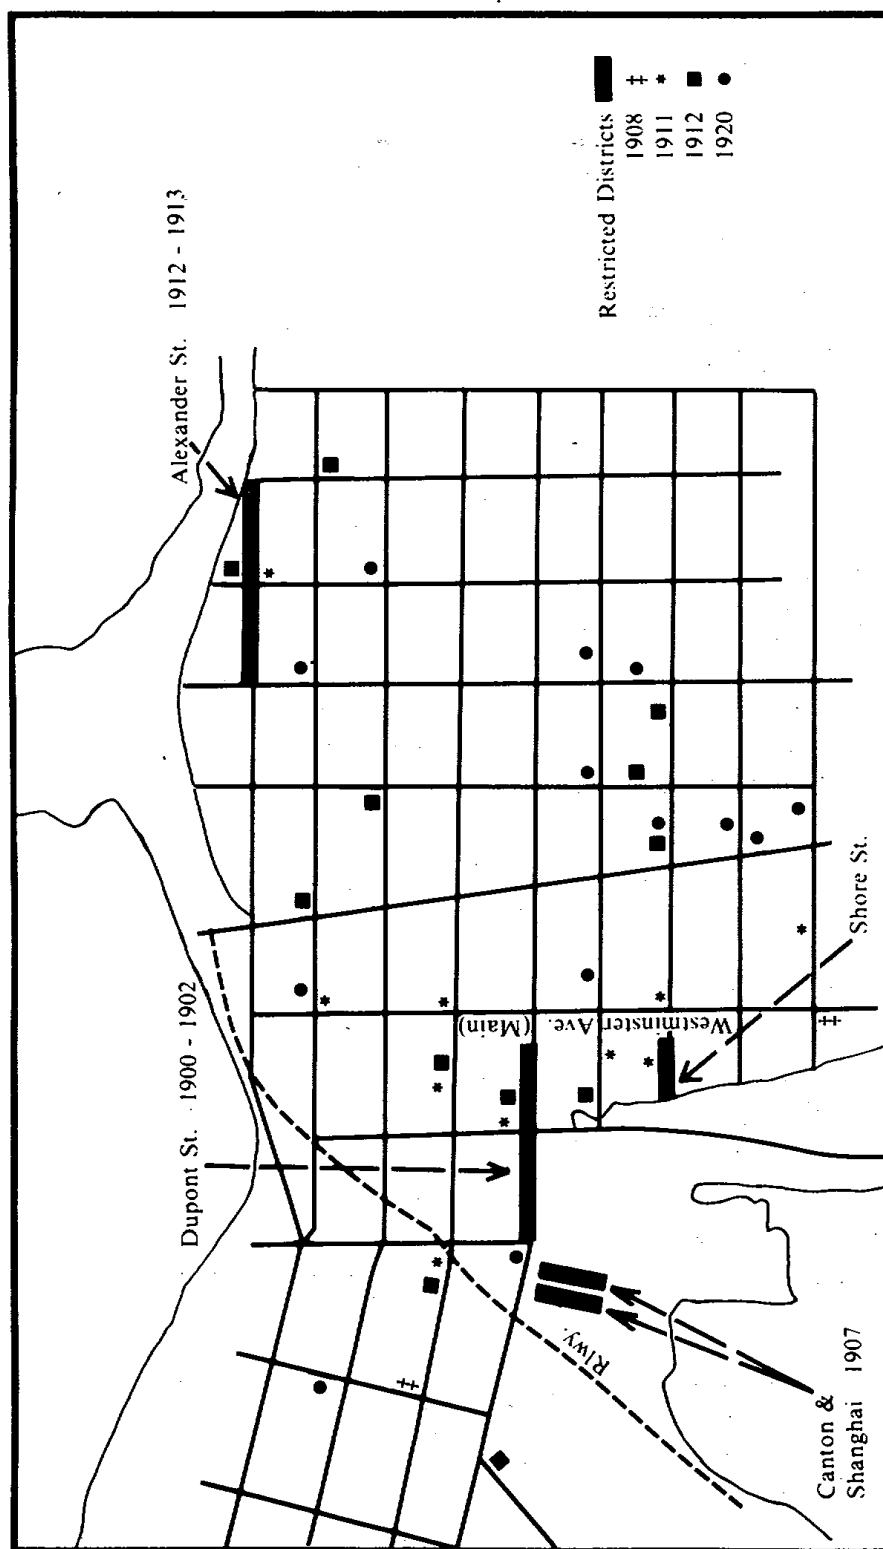 Alexander St. 1912 - 1913
Restricted Districts
1908
1911
1912
1920
Dupont St. 1900 - 1902
Westminster Ave.
(Main)
Shore St.
Rlwy.
Canton &
Shanghai 1907